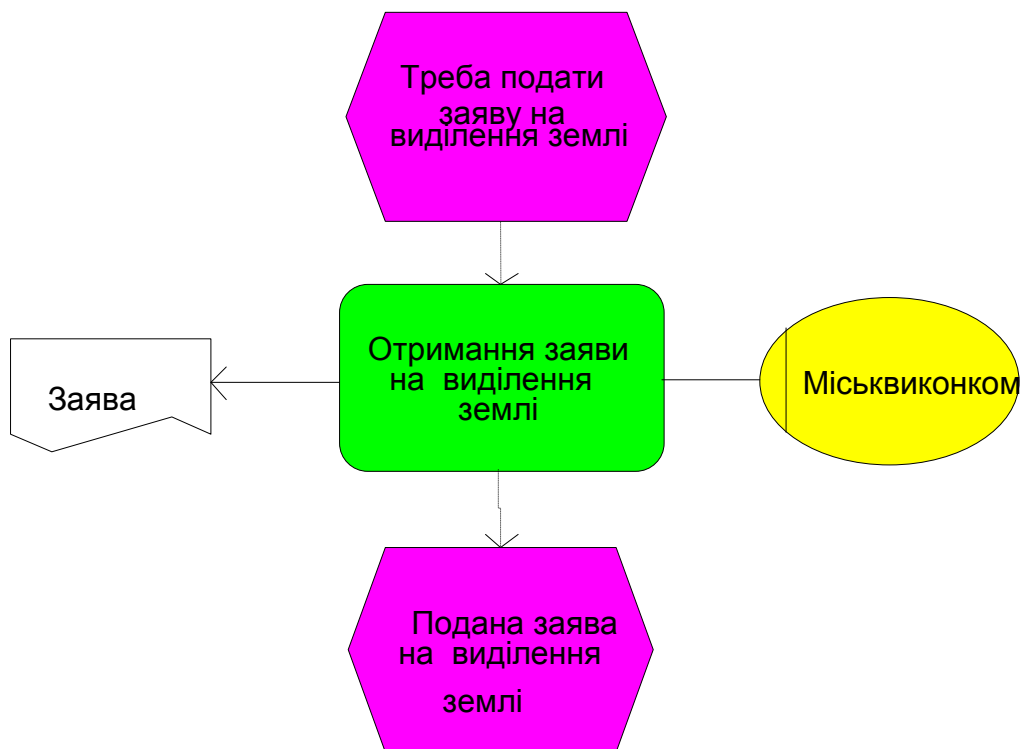 Треба подати
заяву на
виділення землі
Отримання заяви
на виділення
землі
Заява
Міськвиконком
Подана заява
на виділення
землі